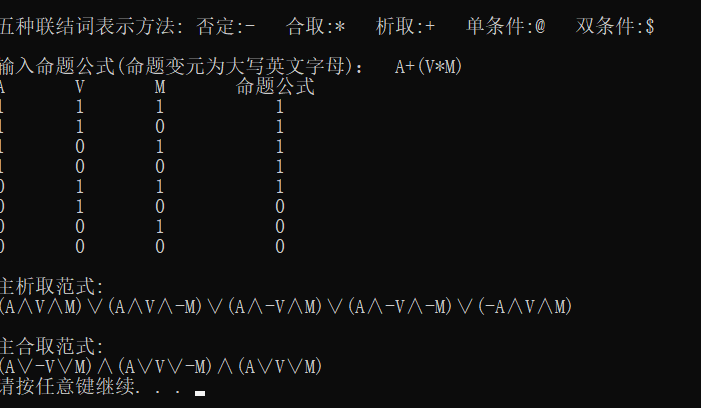 五种联结词表示方法: 否定:- 合取:* 析取:+ 单条件:@ 双条件:$
输入命题公式(命题变元为大写英文字母): A+(V*M)
A V M 命题公式
1 1 1 1
1 1 0 1
1 0 1 1
1 0 0 1
0 1 1 1
0 1 0 0
0 0 1 0
0 0 0 0
主析取范式:
(A∧V∧M)∨(A∧V∧-M)∨(A∧-V∧M)∨(A∧-V∧-M)∨(-A∧V∧M)
主合取范式:
(A∨-V∨M)∧(A∨V∨-M)∧(A∨V∨M)
请按任意键继续. . .